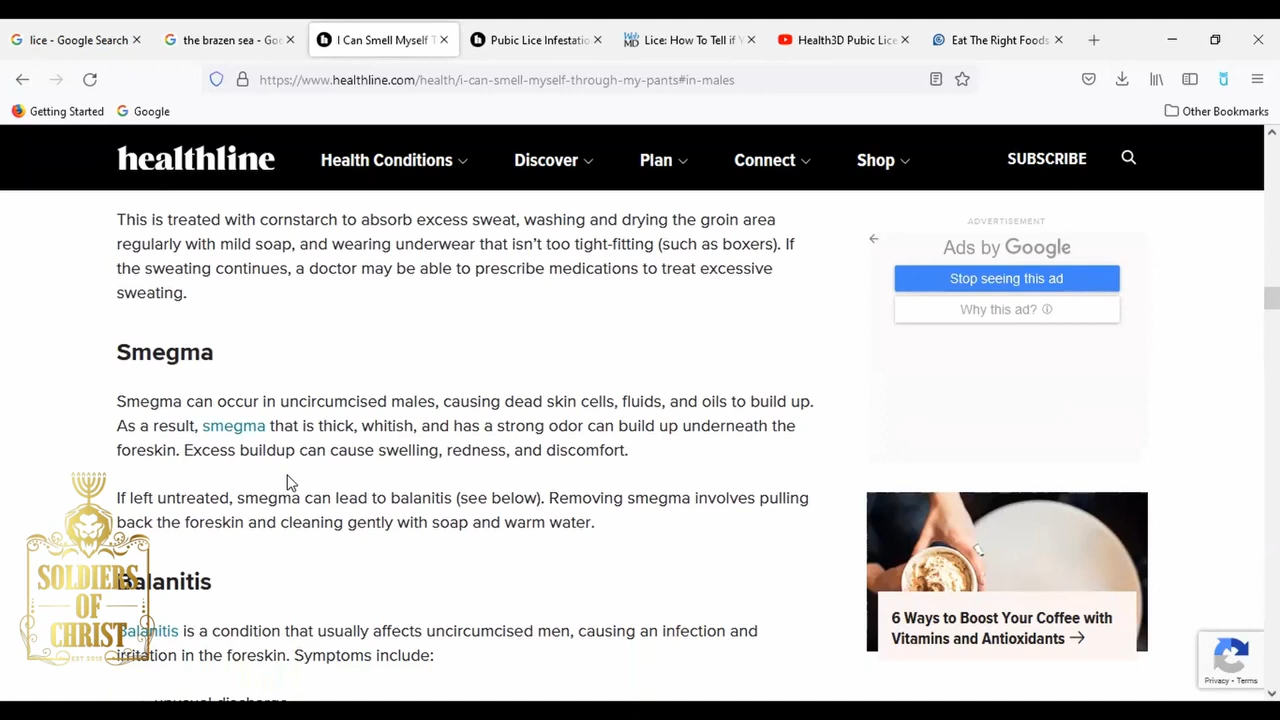 lice - Google Search
the brazen sea - Goo
I Can Smell Myself T
Pubic Lice Infestatio
WebMD
Lice: How To Tell if Y
Health3D Pubic Lice
Eat The Right Foods
https://www.healthline.com/health/i-can-smell-myself-through-my-pants#in-males
Getting Started
Google
Other Bookmarks
healthline
Health Conditions
Discover
Plan
Connect
Shop
SUBSCRIBE
This is treated with cornstarch to absorb excess sweat, washing and drying the groin area
regularly with mild soap, and wearing underwear that isn't too tight-fitting (such as boxers). If
the sweating continues, a doctor may be able to prescribe medications to treat excessive
sweating.
Smegma
Smegma can occur in uncircumcised males, causing dead skin cells, fluids, and oils to build up.
As a result, smegma that is thick, whitish, and has a strong odor can build up underneath the
foreskin. Excess buildup can cause swelling, redness, and discomfort.
If left untreated, smegma can lead to balanitis (see below). Removing smegma involves pulling
back the foreskin and cleaning gently with soap and warm water.
Balanitis
Balanitis is a condition that usually affects uncircumcised men, causing an infection and
irritation in the foreskin. Symptoms include:
unusual discharge
ADVERTISEMENT
Ads by Google
Stop seeing this ad
Why this ad?
6 Ways to Boost Your Coffee with
Vitamins and Antioxidants
Privacy - Terms
SOLDIERS
OF
CHRIST